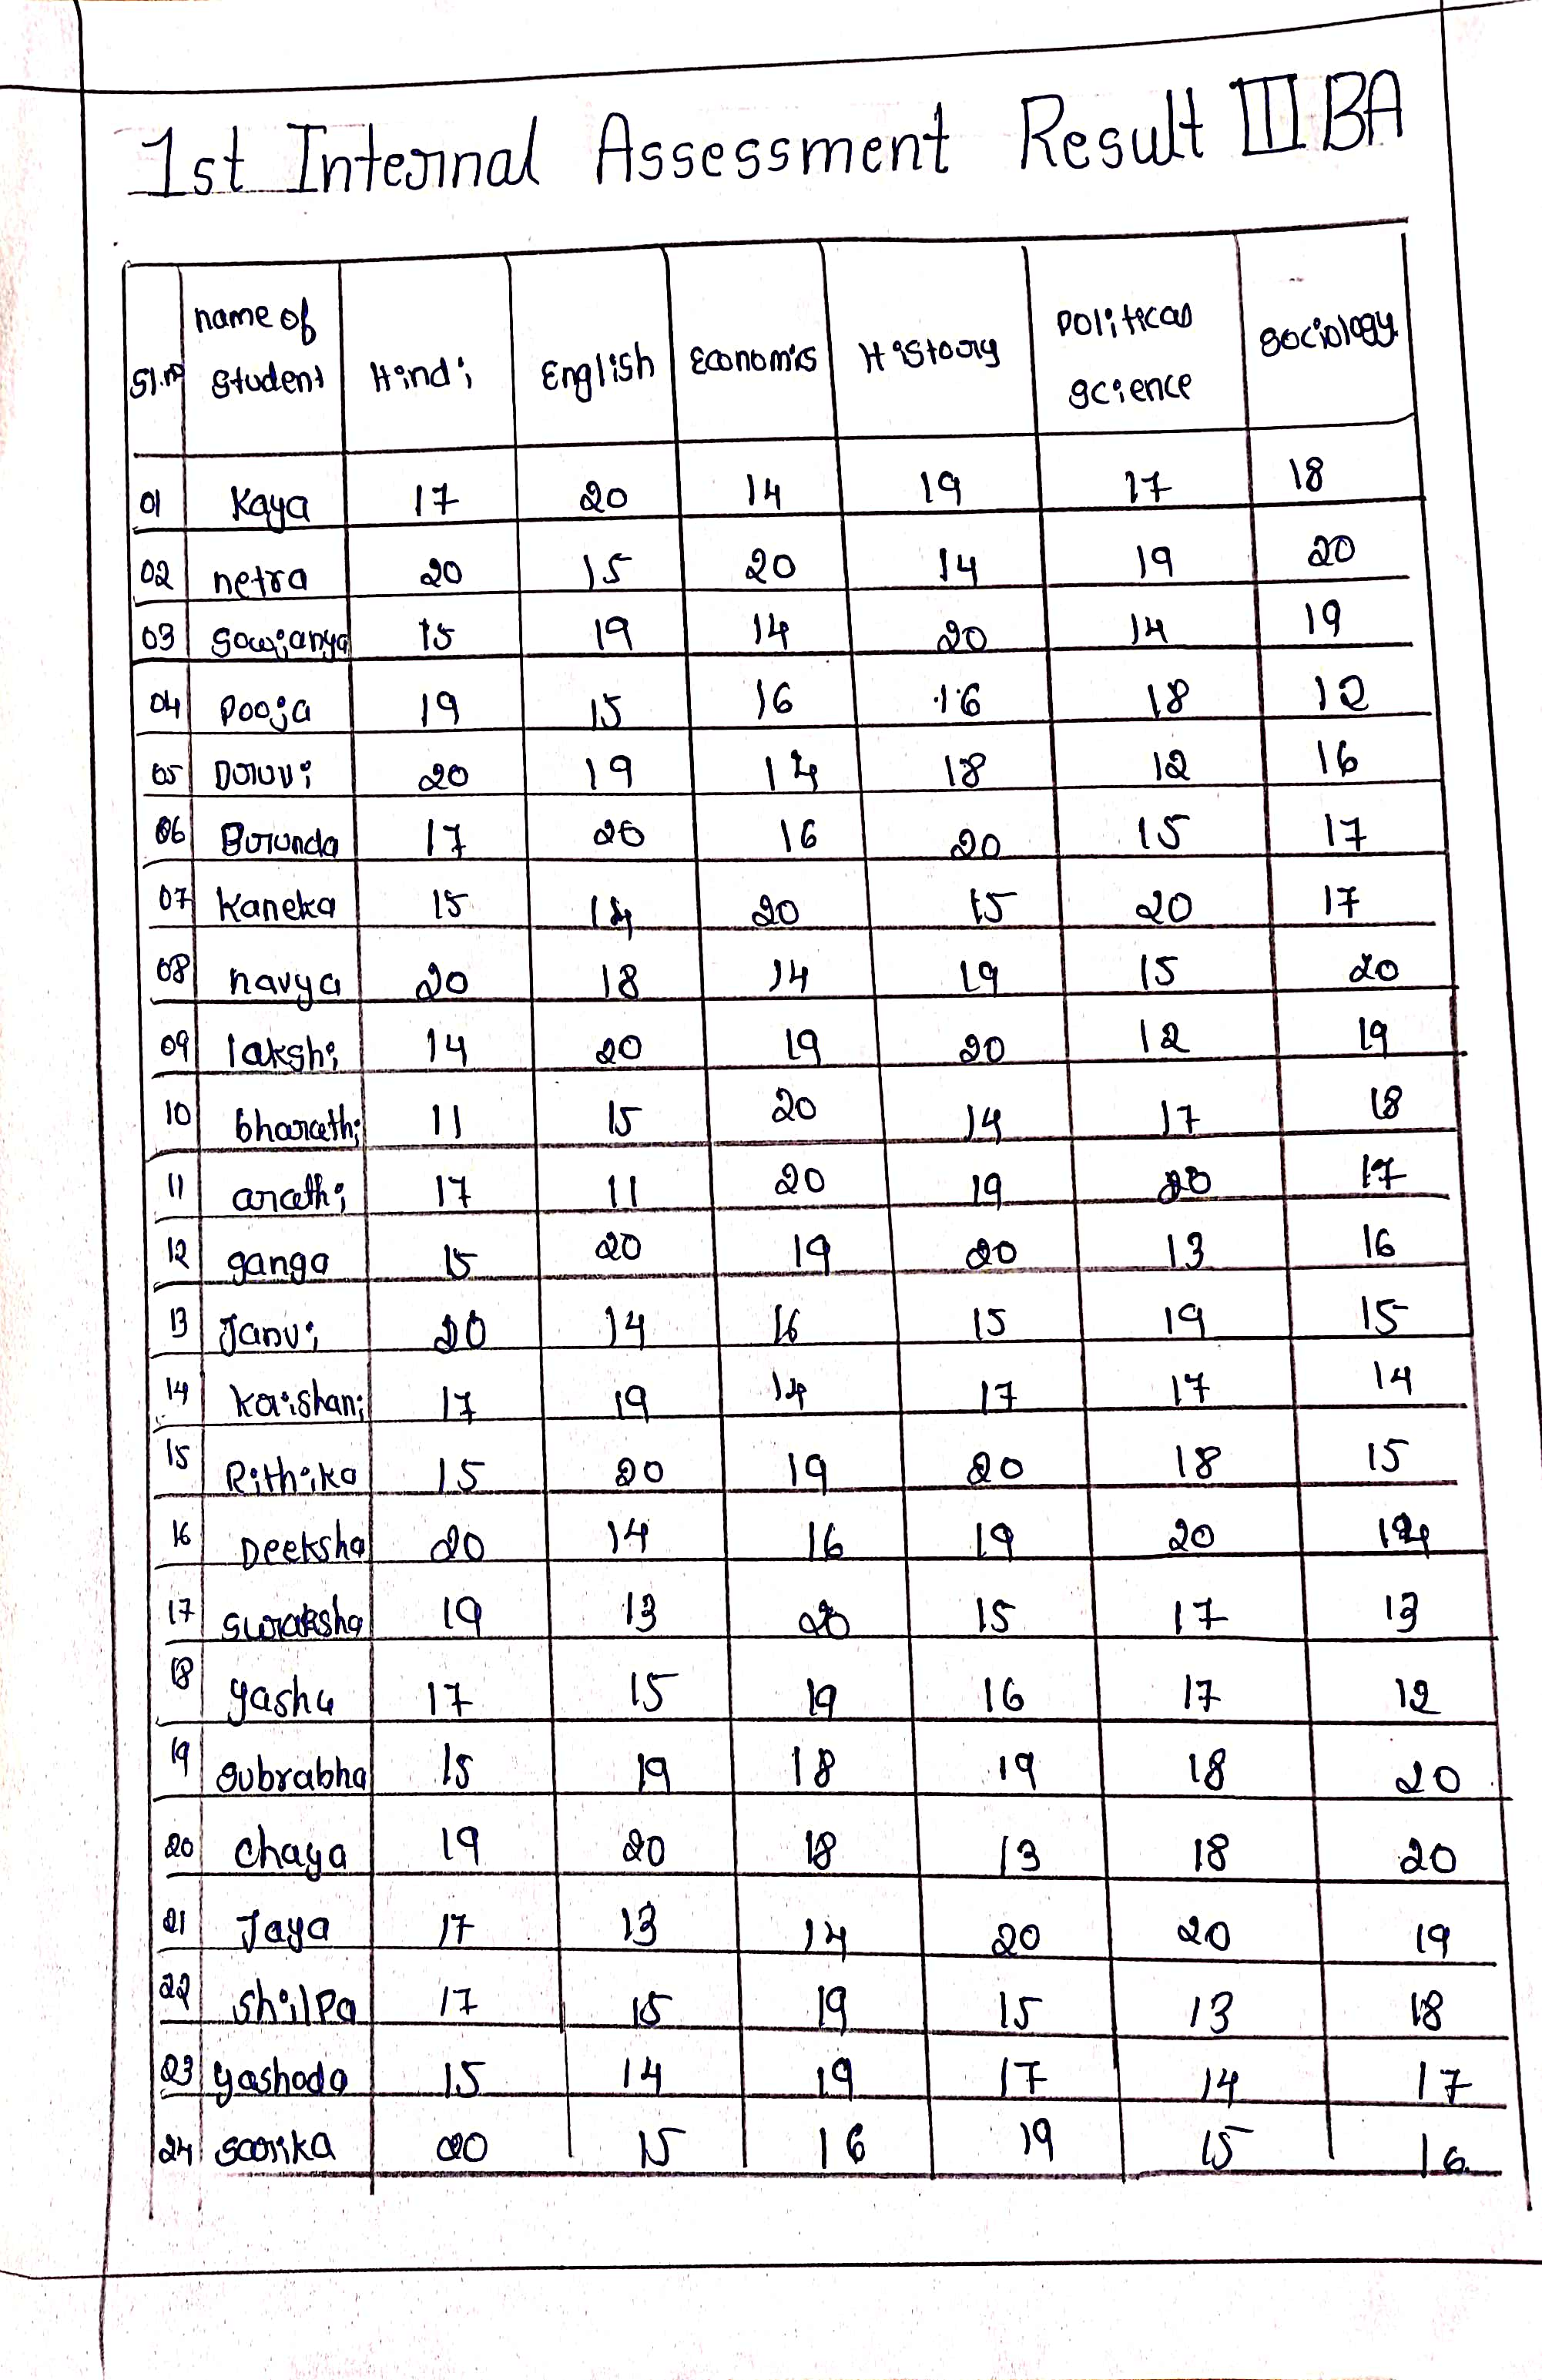 1st Internal Assessment Result III BA
Sl.no name of Student Hindi English Economics History political science sociology
01 Kaya 17 20 14 19 17 18
02 netra 20 15 20 14 19 20
03 sowjanya 15 19 14 20 14 19
04 pooja 19 15 16 16 18 12
05 Druvi 20 19 14 18 12 16
06 Brunda 17 20 16 20 15 17
07 Kaneka 15 14 20 15 20 17
08 navya 20 18 14 19 15 20
09 lakshi 14 20 19 20 12 19
10 bharathi 11 15 20 14 17 18
11 arathi 17 11 20 19 20 17
12 ganga 15 20 19 20 13 16
13 Janvi 20 14 16 15 19 15
14 Kaishani 17 19 14 17 17 14
15 Rithika 15 20 19 20 18 15
16 Deeksha 20 14 16 19 20 14
17 suraksha 19 13 20 15 17 13
18 yashu 17 15 19 16 17 12
19 subrabha 15 19 18 19 18 20
20 chaya 19 20 18 13 18 20
21 Jaya 17 13 14 20 20 19
22 shilpa 17 15 19 15 13 18
23 yashoda 15 14 19 17 14 17
24 sarika 20 15 16 19 15 16